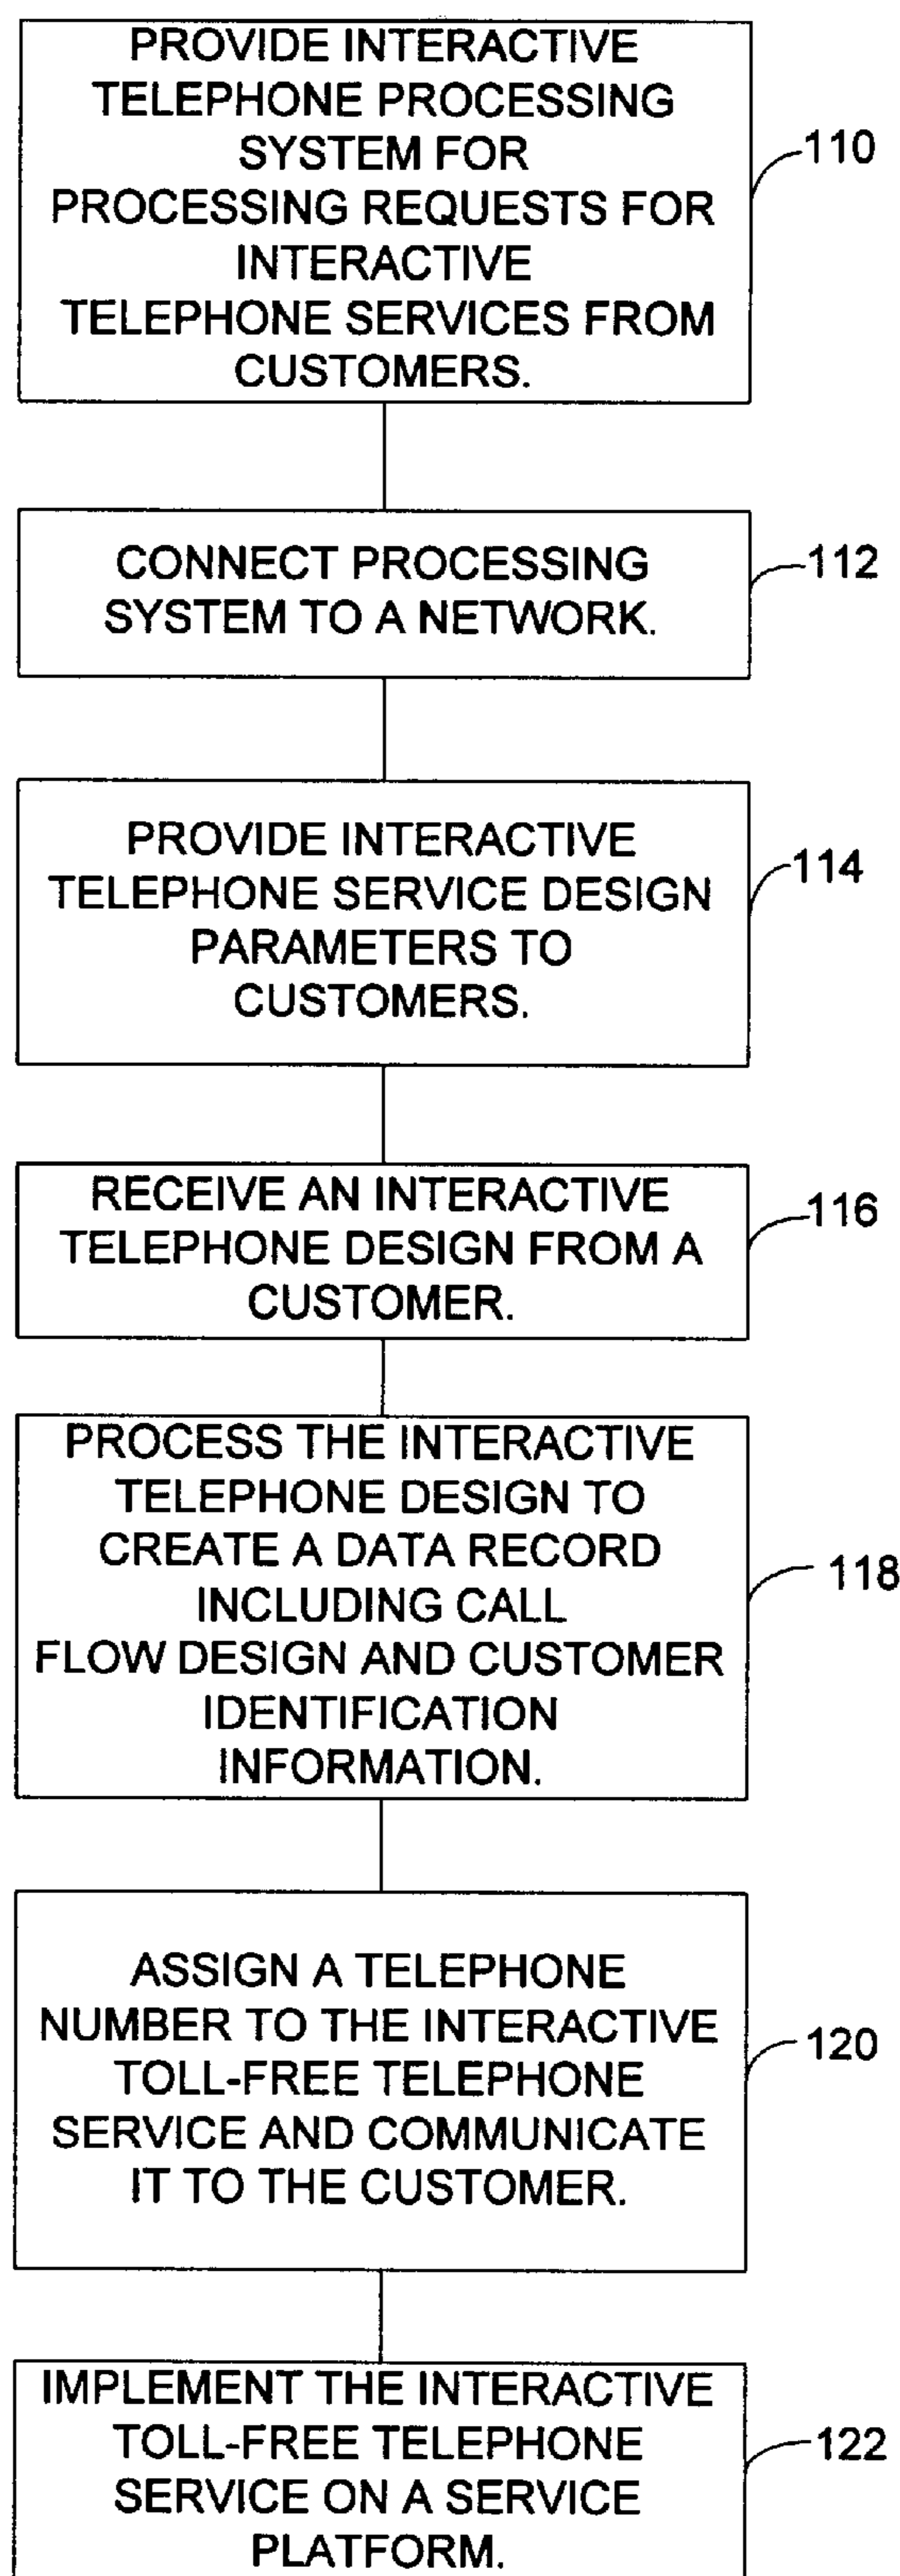 PROVIDE INTERACTIVE
TELEPHONE PROCESSING
SYSTEM FOR
PROCESSING REQUESTS FOR
INTERACTIVE
TELEPHONE SERVICES FROM
CUSTOMERS.
110
CONNECT PROCESSING
SYSTEM TO A NETWORK.
112
PROVIDE INTERACTIVE
TELEPHONE SERVICE DESIGN
PARAMETERS TO
CUSTOMERS.
114
RECEIVE AN INTERACTIVE
TELEPHONE DESIGN FROM A
CUSTOMER.
116
PROCESS THE INTERACTIVE
TELEPHONE DESIGN TO
CREATE A DATA RECORD
INCLUDING CALL
FLOW DESIGN AND CUSTOMER
IDENTIFICATION
INFORMATION.
118
ASSIGN A TELEPHONE
NUMBER TO THE INTERACTIVE
TOLL-FREE TELEPHONE
SERVICE AND COMMUNICATE
IT TO THE CUSTOMER.
120
IMPLEMENT THE INTERACTIVE
TOLL-FREE TELEPHONE
SERVICE ON A SERVICE
PLATFORM.
122